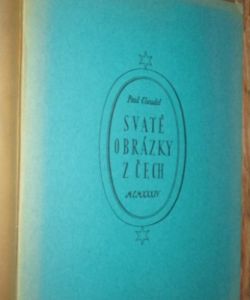 Paul Claudel
SVATÉ
OBRÁZKY
Z ČECH
MCMXXXIV